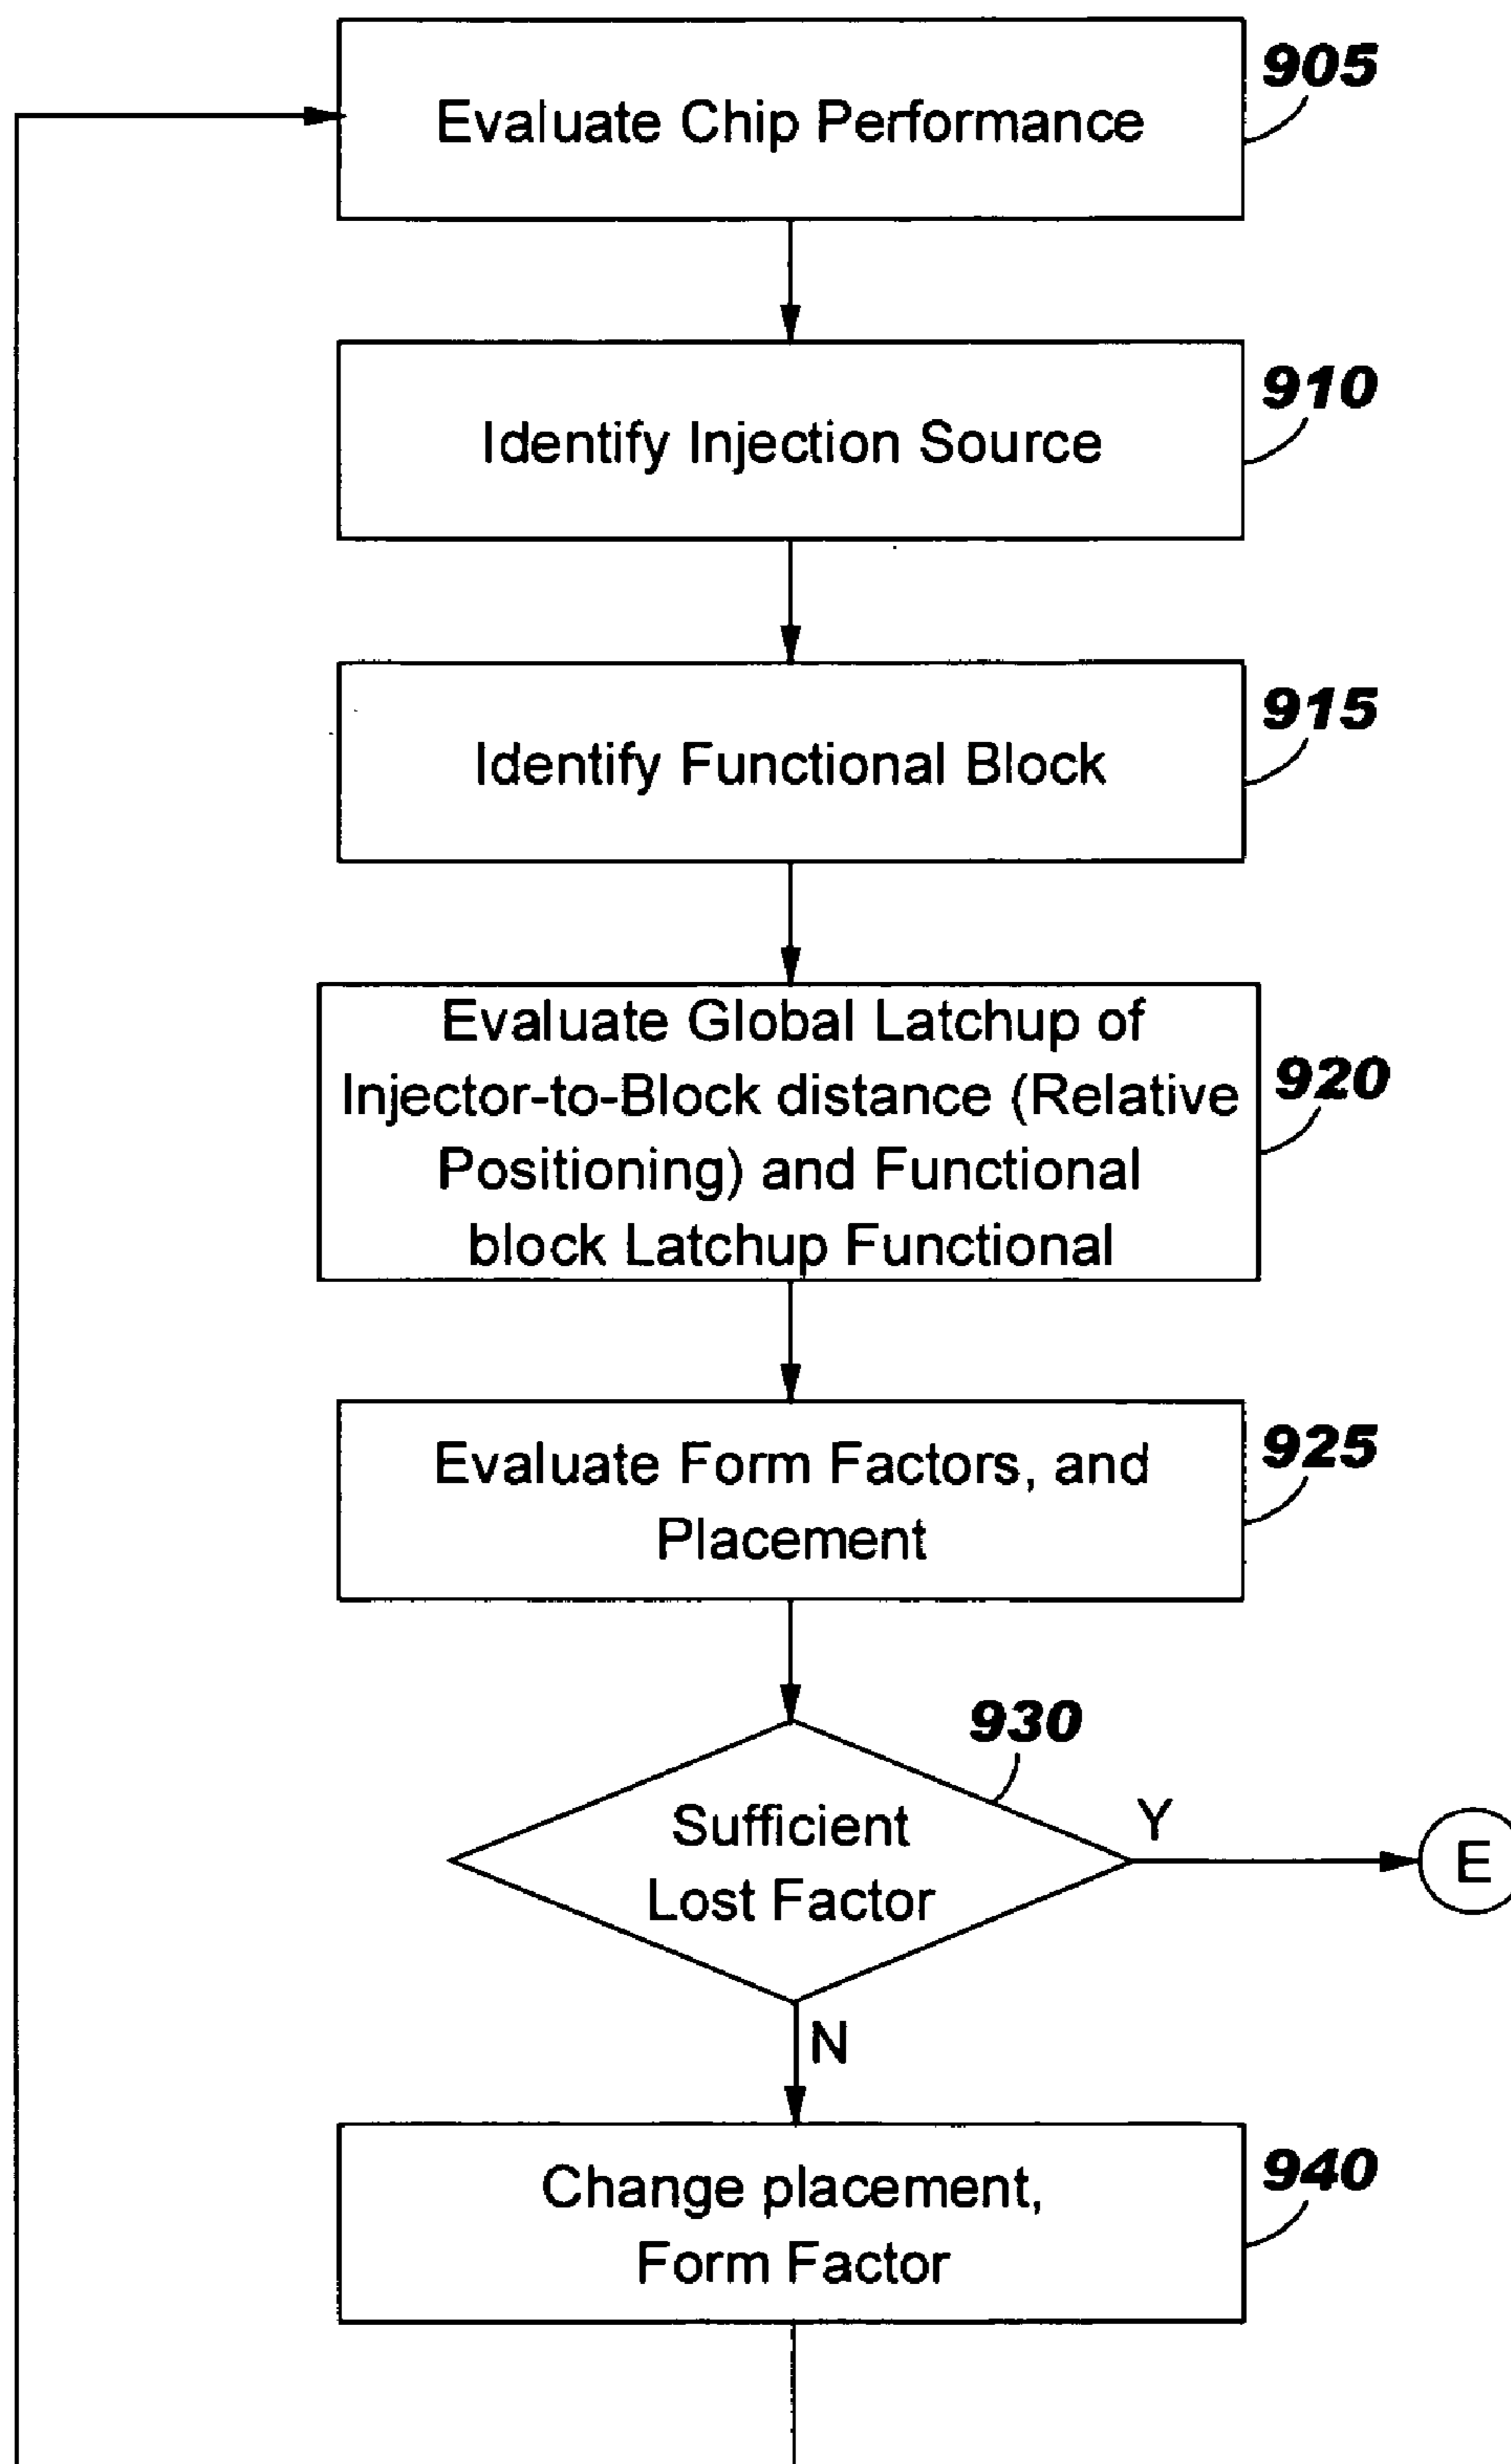 905
Evaluate Chip Performance
910
Identify Injection Source
915
Identify Functional Block
Evaluate Global Latchup of
Injector-to-Block distance (Relative
Positioning) and Functional
block Latchup Functional
920
Evaluate Form Factors, and
Placement
925
930
Sufficient
Lost Factor
Y
E
N
Change placement,
Form Factor
940